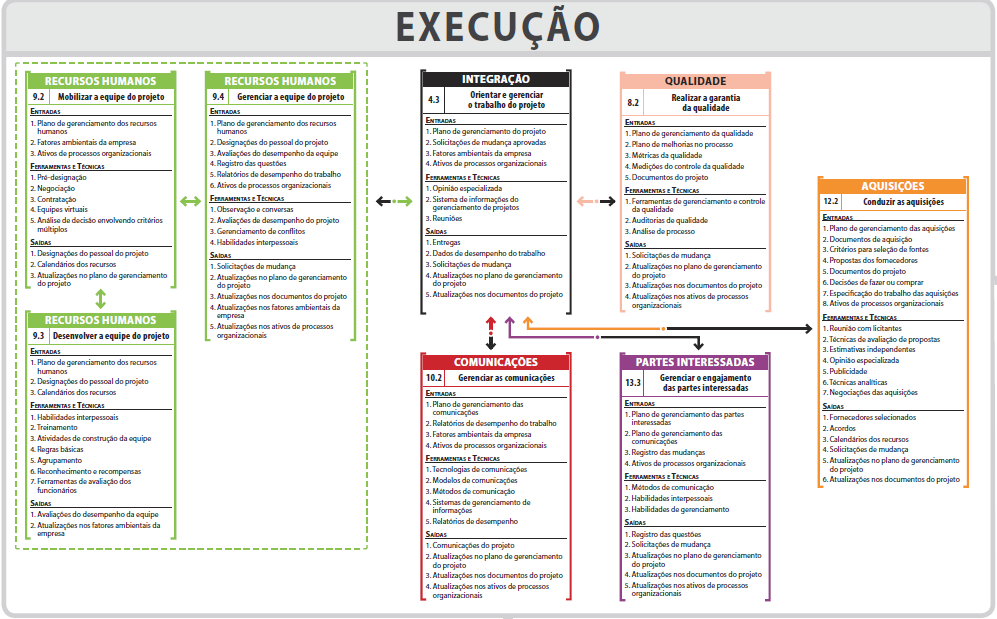 EXECUÇÃO
RECURSOS HUMANOS
9.2 Mobilizar a equipe do projeto
ENTRADAS
1. Plano de gerenciamento dos recursos
humanos
2. Fatores ambientais da empresa
3. Ativos de processos organizacionais
FERRAMENTAS E TÉCNICAS
1. Pré-designação
2. Negociação
3. Contratação
4. Equipes virtuais
5. Análise de decisão envolvendo critérios
múltiplos
SAÍDAS
1. Designações do pessoal do projeto
2. Calendários dos recursos
3. Atualizações no plano de gerenciamento
do projeto
RECURSOS HUMANOS
9.3 Desenvolver a equipe do projeto
ENTRADAS
1. Plano de gerenciamento dos recursos
humanos
2. Designações do pessoal do projeto
3. Calendários dos recursos
FERRAMENTAS E TÉCNICAS
1. Habilidades interpessoais
2. Treinamento
3. Atividades de construção da equipe
4. Regras básicas
5. Agrupamento
6. Reconhecimento e recompensas
7. Ferramentas de avaliação dos
funcionários
SAÍDAS
1. Avaliações do desempenho da equipe
2. Atualizações nos fatores ambientais da
empresa
RECURSOS HUMANOS
9.4 Gerenciar a equipe do projeto
ENTRADAS
1. Plano de gerenciamento dos recursos
humanos
2. Designações do pessoal do projeto
3. Avaliações do desempenho da equipe
4. Registro das questões
5. Relatórios de desempenho do trabalho
6. Ativos de processos organizacionais
FERRAMENTAS E TÉCNICAS
1. Observação e conversas
2. Avaliações de desempenho do projeto
3. Gerenciamento de conflitos
4. Habilidades interpessoais
SAÍDAS
1. Solicitações de mudança
2. Atualizações no plano de gerenciamento
do projeto
3. Atualizações nos documentos do projeto
4. Atualizações nos fatores ambientais da
empresa
5. Atualizações nos ativos de processos
organizacionais
INTEGRAÇÃO
4.3 Orientar e gerenciar
o trabalho do projeto
ENTRADAS
1. Plano de gerenciamento do projeto
2. Solicitações de mudança aprovadas
3. Fatores ambientais da empresa
4. Ativos de processos organizacionais
FERRAMENTAS E TÉCNICAS
1. Opinião especializada
2. Sistema de informações do
gerenciamento de projetos
3. Reuniões
SAÍDAS
1. Entregas
2. Dados de desempenho do trabalho
3. Solicitações de mudança
4. Atualizações no plano de gerenciamento
do projeto
5. Atualizações nos documentos do projeto
COMUNICAÇÕES
10.2 Gerenciar as comunicações
ENTRADAS
1. Plano de gerenciamento das
comunicações
2. Relatórios de desempenho do trabalho
3. Fatores ambientais da empresa
4. Ativos de processos organizacionais
FERRAMENTAS E TÉCNICAS
1. Tecnologias de comunicações
2. Modelos de comunicações
3. Métodos de comunicação
4. Sistemas de gerenciamento de
informações
5. Relatórios de desempenho
SAÍDAS
1. Comunicações do projeto
2. Atualizações no plano de gerenciamento
do projeto
3. Atualizações nos documentos do projeto
4. Atualizações nos ativos de processos
organizacionais
QUALIDADE
8.2 Realizar a garantia
da qualidade
ENTRADAS
1. Plano de gerenciamento da qualidade
2. Plano de melhorias no processo
3. Métricas da qualidade
4. Medições do controle da qualidade
5. Documentos do projeto
FERRAMENTAS E TÉCNICAS
1. Ferramentas de gerenciamento e controle
da qualidade
2. Auditorias de qualidade
3. Análise de processo
SAÍDAS
1. Solicitações de mudança
2. Atualizações no plano de gerenciamento
do projeto
3. Atualizações nos documentos do projeto
4. Atualizações nos ativos de processos
organizacionais
PARTES INTERESSADAS
13.3 Gerenciar o engajamento
das partes interessadas
ENTRADAS
1. Plano de gerenciamento das partes
interessadas
2. Plano de gerenciamento das
comunicações
3. Registro das mudanças
4. Ativos de processos organizacionais
FERRAMENTAS E TÉCNICAS
1. Métodos de comunicação
2. Habilidades interpessoais
3. Habilidades de gerenciamento
SAÍDAS
1. Registro das questões
2. Solicitações de mudança
3. Atualizações no plano de gerenciamento
do projeto
4. Atualizações nos documentos do projeto
5. Atualizações nos ativos de processos
organizacionais
AQUISIÇÕES
12.2 Conduzir as aquisições
ENTRADAS
1. Plano de gerenciamento das aquisições
2. Documentos de aquisição
3. Critérios para seleção de fontes
4. Propostas dos fornecedores
5. Documentos do projeto
6. Decisões de fazer ou comprar
7. Especificação do trabalho das aquisições
8. Ativos de processos organizacionais
FERRAMENTAS E TÉCNICAS
1. Reunião com licitantes
2. Técnicas de avaliação de propostas
3. Estimativas independentes
4. Opinião especializada
5. Publicidade
6. Técnicas analíticas
7. Negociações das aquisições
SAÍDAS
1. Fornecedores selecionados
2. Acordos
3. Calendários dos recursos
4. Solicitações de mudança
5. Atualizações no plano de gerenciamento
do projeto
6. Atualizações nos documentos do projeto